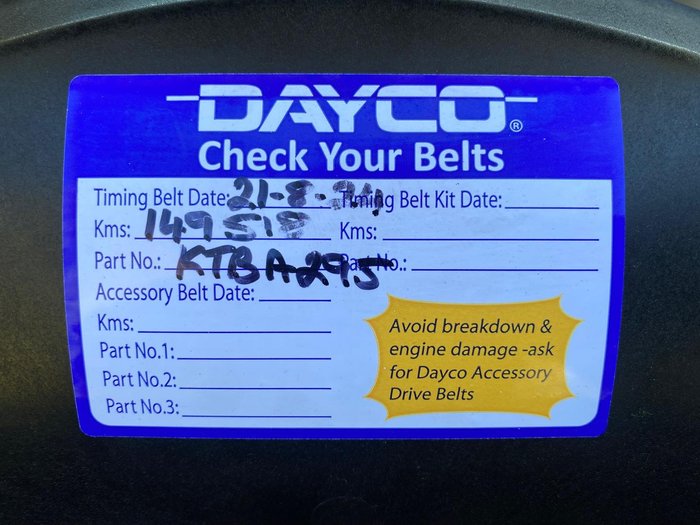 DAYCO®
Check Your Belts
Timing Belt Date: 21-8- Timing Belt Kit Date:
Kms: 149518 Kms:
Part No.: KTBA295 Part No.:
Accessory Belt Date:
Kms:
Part No.1:
Part No.2:
Part No.3:
Avoid breakdown &
engine damage -ask
for Dayco Accessory
Drive Belts